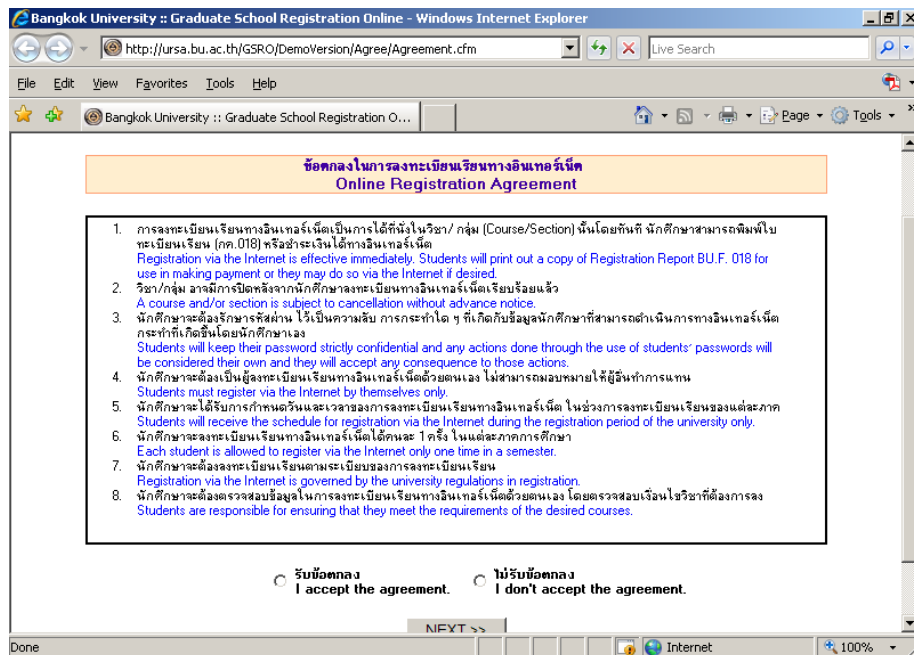 Bangkok University :: Graduate School Registration Online - Windows Internet Explorer
http://ursa.bu.ac.th/GSRO/DemoVersion/Agree/Agreement.cfm
Live Search
File Edit View Favorites Tools Help
Bangkok University :: Graduate School Registration O...
Page Tools
ข้อตกลงในการลงทะเบียนเรียนทางอินเทอร์เน็ต
Online Registration Agreement
1. การลงทะเบียนเรียนทางอินเทอร์เน็ตเป็นการได้ที่นั่งในวิชา/ กลุ่ม (Course/Section) นั้นโดยทันที นักศึกษาสามารถพิมพ์ใบ
ทะเบียนเรียน (กค.018) หรือชำระเงินได้ทางอินเทอร์เน็ต
Registration via the Internet is effective immediately. Students will print out a copy of Registration Report BU.F. 018 for
use in making payment or they may do so via the Internet if desired.
2. วิชา/กลุ่ม อาจมีการปิดหลังจากนักศึกษาลงทะเบียนทางอินเทอร์เน็ตเรียบร้อยแล้ว
A course and/or section is subject to cancellation without advance notice.
3. นักศึกษาจะต้องรักษารหัสผ่าน ไว้เป็นความลับ การกระทำใด ๆ ที่เกิดกับข้อมูลนักศึกษาที่สามารถดำเนินการทางอินเทอร์เน็ต
กระทำที่เกิดขึ้นโดยนักศึกษาเอง
Students will keep their password strictly confidential and any actions done through the use of students' passwords will
be considered their own and they will accept any consequence to those actions.
4. นักศึกษาจะต้องเป็นผู้ลงทะเบียนเรียนทางอินเทอร์เน็ตด้วยตนเอง ไม่สามารถมอบหมายให้ผู้อื่นทำการแทน
Students must register via the Internet by themselves only.
5. นักศึกษาจะได้รับการกำหนดวันและเวลาของการลงทะเบียนเรียนทางอินเทอร์เน็ต ในช่วงการลงทะเบียนเรียนของแต่ละภาค
Students will receive the schedule for registration via the Internet during the registration period of the university only.
6. นักศึกษาจะลงทะเบียนเรียนทางอินเทอร์เน็ตได้คนละ 1 ครั้ง ในแต่ละภาคการศึกษา
Each student is allowed to register via the Internet only one time in a semester.
7. นักศึกษาจะต้องลงทะเบียนเรียนตามระเบียบของการลงทะเบียนเรียน
Registration via the Internet is governed by the university regulations in registration.
8. นักศึกษาจะต้องตรวจสอบข้อมูลในการลงทะเบียนเรียนทางอินเทอร์เน็ตด้วยตนเอง โดยตรวจสอบเงื่อนไขวิชาที่ต้องการลง
Students are responsible for ensuring that they meet the requirements of the desired courses.
รับข้อตกลง ไม่รับข้อตกลง
I accept the agreement. I don't accept the agreement.
NEXT >>
Done Internet 100%